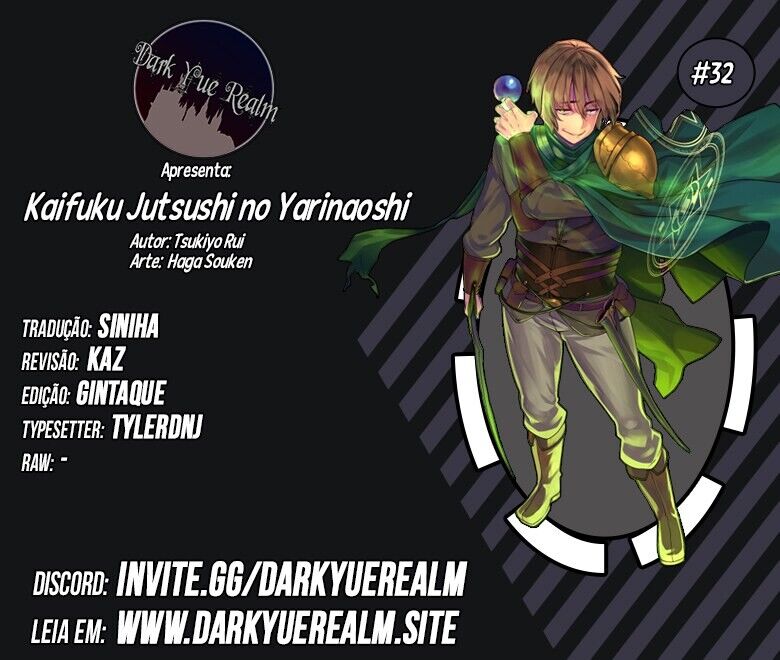 Dark Yue Realm
#32
Apresenta:
Kaifuku Jutsushi no Yarinaoshi
Autor: Tsukiyo Rui
Arte: Haga Souken
TRADUÇÃO: SINIHA
REVISÃO: KAZ
EDIÇÃO: GINTAQUE
TYPESETTER: TYLERDNJ
RAW: -
DISCORD: INVITE.GG/DARKYUEREALM
LEIA EM: WWW.DARKYUEREALM.SITE